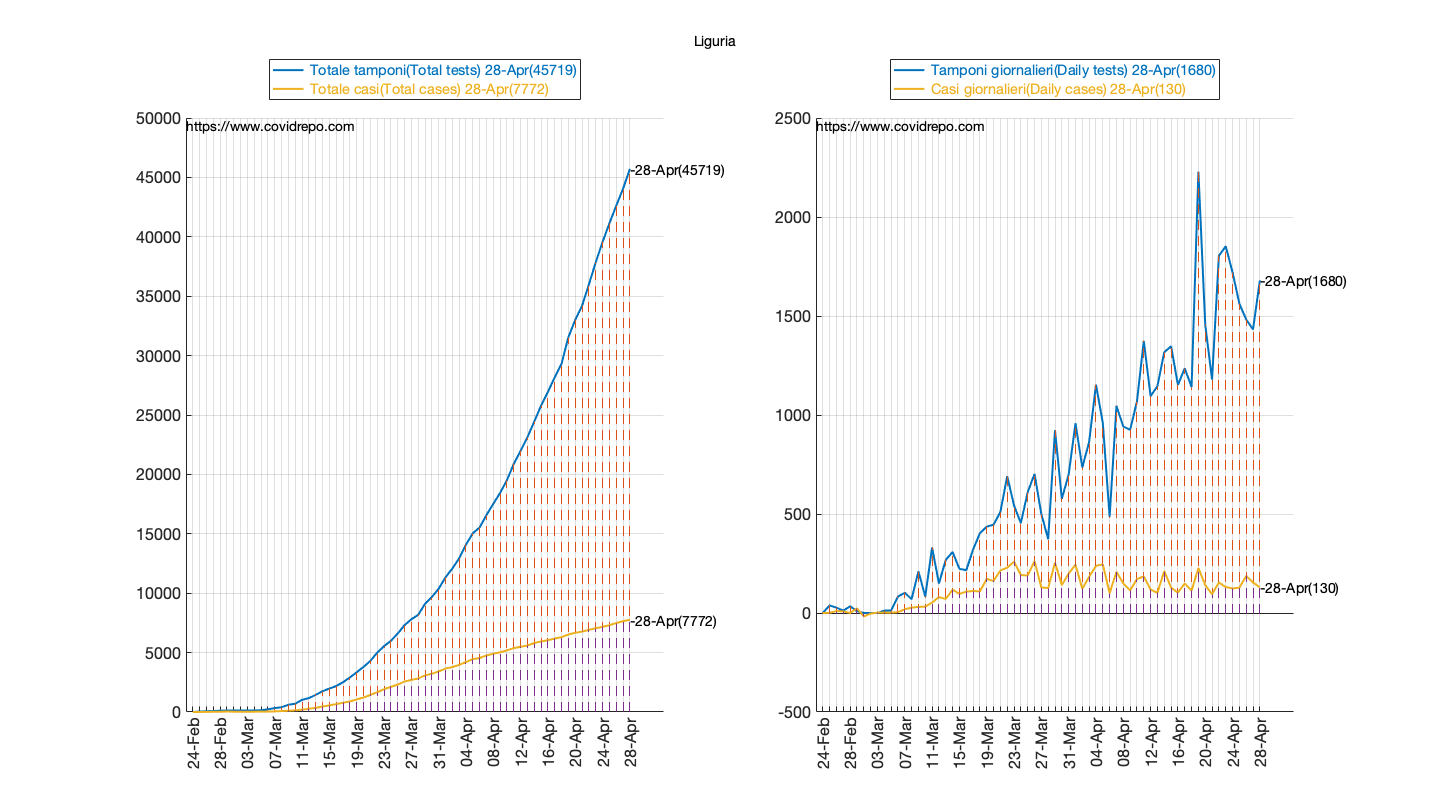 Liguria
Totale tamponi(Total tests) 28-Apr(45719)
Totale casi(Total cases) 28-Apr(7772)
50000
45000
40000
35000
30000
25000
20000
15000
10000
5000
0
https://www.covidrepo.com
28-Apr(45719)
28-Apr(7772)
24-Feb
28-Feb
03-Mar
07-Mar
11-Mar
15-Mar
19-Mar
23-Mar
27-Mar
31-Mar
04-Apr
08-Apr
12-Apr
16-Apr
20-Apr
24-Apr
28-Apr
Tamponi giornalieri(Daily tests) 28-Apr(1680)
Casi giornalieri(Daily cases) 28-Apr(130)
2500
2000
1500
1000
500
0
-500
https://www.covidrepo.com
28-Apr(1680)
28-Apr(130)
24-Feb
28-Feb
03-Mar
07-Mar
11-Mar
15-Mar
19-Mar
23-Mar
27-Mar
31-Mar
04-Apr
08-Apr
12-Apr
16-Apr
20-Apr
24-Apr
28-Apr